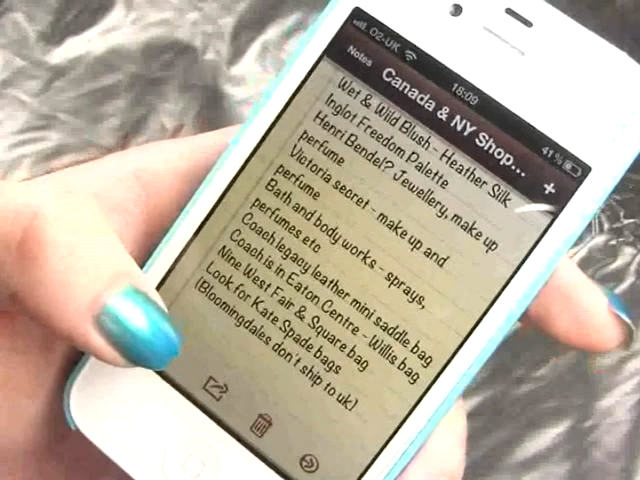 O2-UK 18:09 41%
Notes Canada & NY Shop... +
Wet & Wild Blush - Heather Silk
Inglot Freedom Palette
Henri Bendel? Jewellery, make up
perfume
Victoria secret - make up and
perfume
Bath and body works - sprays,
perfumes etc
Coach legacy leather mini saddle bag
Coach is in Eaton Centre - Willis bag
Nine West Fair & Square bag
Look for Kate Spade bags
(Bloomingdales don't ship to uk)